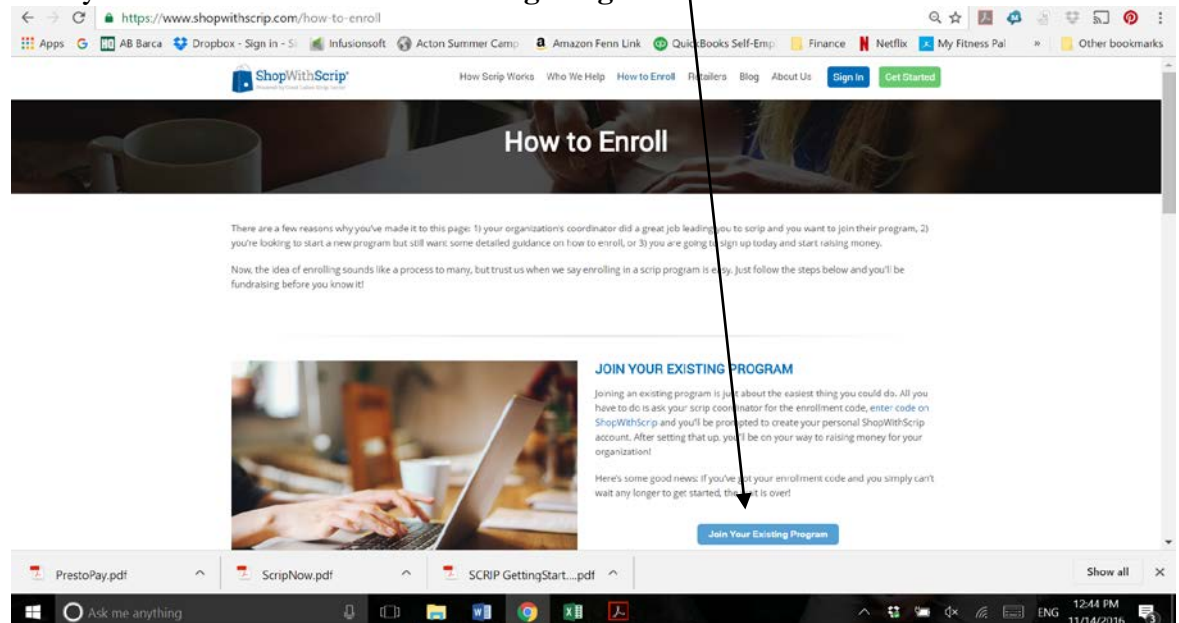 https://www.shopwithscrip.com/how-to-enroll
Apps AB Barca Dropbox - Sign in - Si Infusionsoft Acton Summer Camp Amazon Fenn Link QuickBooks Self-Emp Finance Netflix My Fitness Pal » Other bookmarks
ShopWithScrip
How Scrip Works Who We Help How to Enroll Retailers Blog About Us Sign In Get Started
How to Enroll
There are a few reasons why you've made it to this page: 1) your organization's coordinator did a great job leading you to scrip and you want to join their program, 2)
you're looking to start a new program but still want some detailed guidance on how to enroll, or 3) you are going to sign up today and start raising money.
Now, the idea of enrolling sounds like a process to many, but trust us when we say enrolling in a scrip program is easy. Just follow the steps below and you'll be
fundraising before you know it!
JOIN YOUR EXISTING PROGRAM
Joining an existing program is just about the easiest thing you could do. All you
have to do is ask your scrip coordinator for the enrollment code, enter code on
ShopWithScrip and you'll be prompted to create your personal ShopWithScrip
account. After setting that up, you'll be on your way to raising money for your
organization!
Here's some good news: If you've got your enrollment code and you simply can't
wait any longer to get started, the wait is over!
Join Your Existing Program
PrestoPay.pdf ScripNow.pdf SCRIP GettingStart....pdf Show all
Ask me anything ENG 12:44 PM
11/14/2016